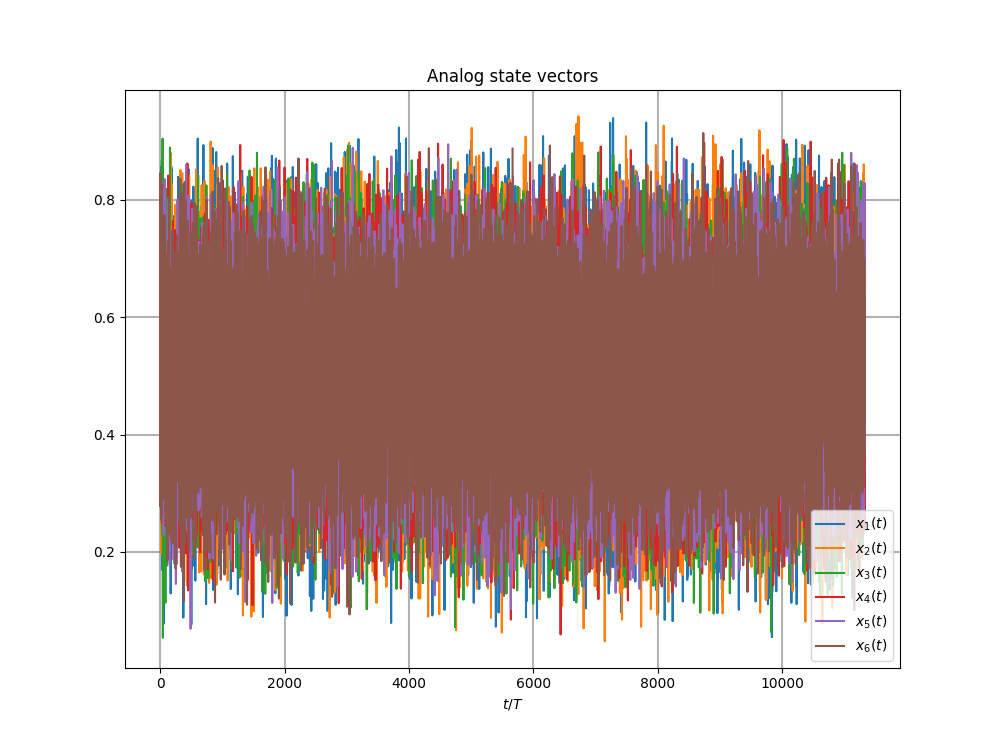 Analog state vectors
0.8
0.6
0.4
0.2
0
2000
4000
6000
8000
10000
t/T
x₁(t)
x₂(t)
x₃(t)
x₄(t)
x₅(t)
x₆(t)